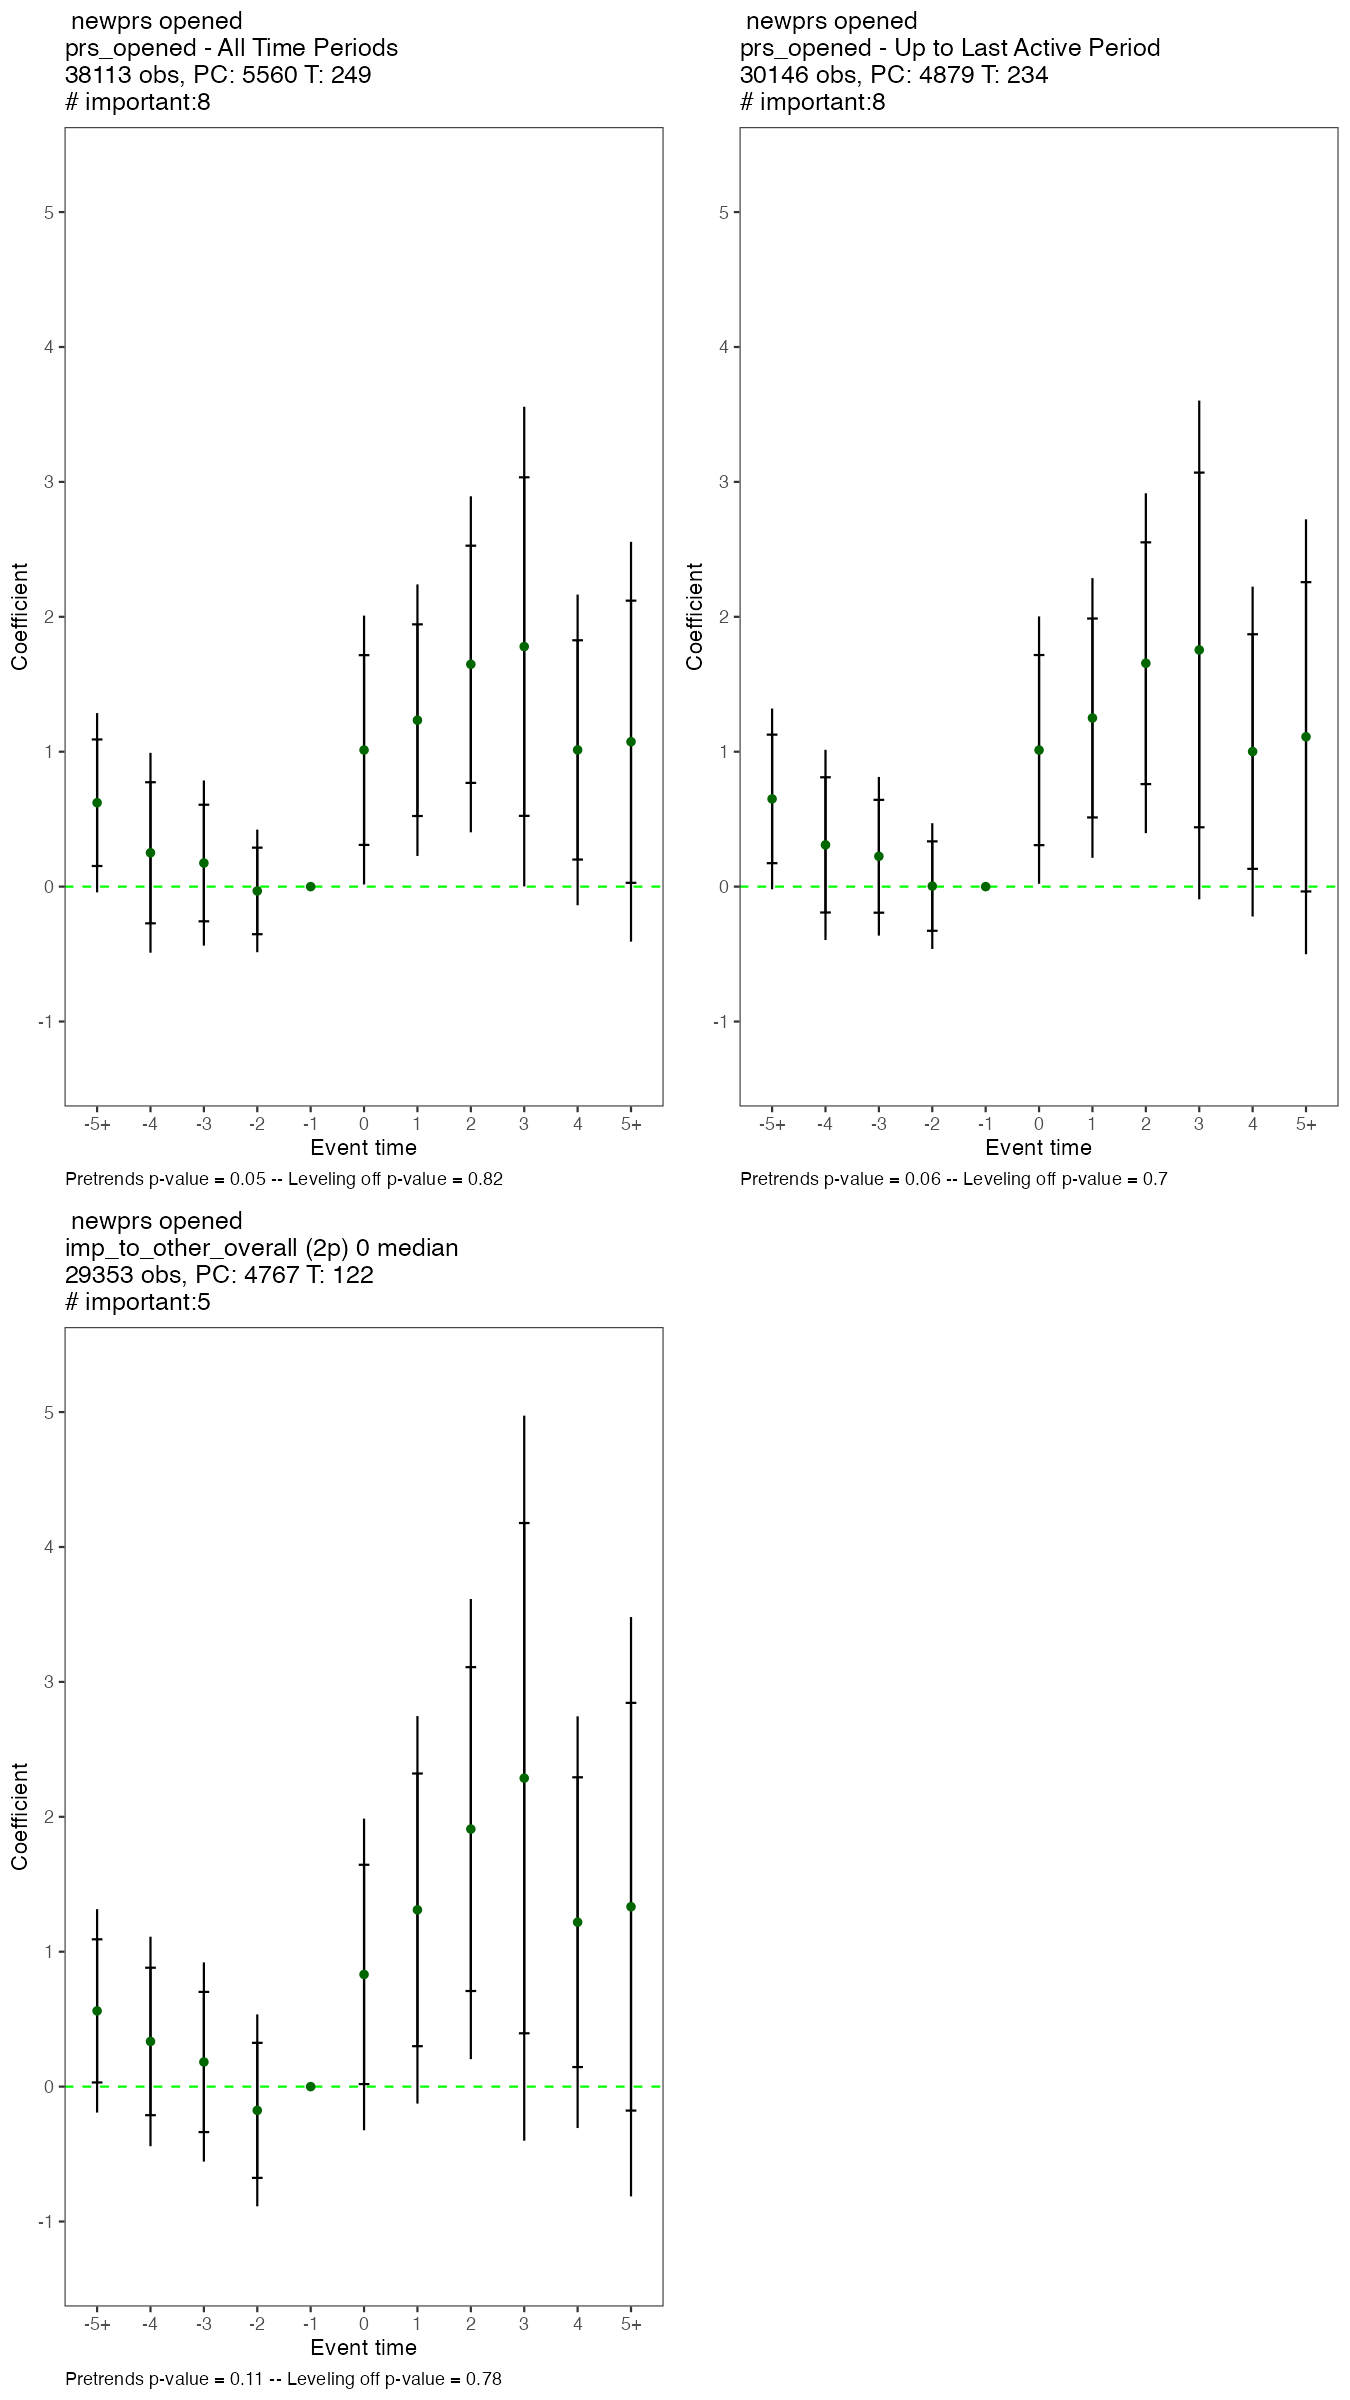 newprs opened
prs_opened - All Time Periods
38113 obs, PC: 5560 T: 249
# important:8
Coefficient
5
4
3
2
1
0
-1
-5+ -4 -3 -2 -1 0 1 2 3 4 5+
Event time
Pretrends p-value = 0.05 -- Leveling off p-value = 0.82
newprs opened
prs_opened - Up to Last Active Period
30146 obs, PC: 4879 T: 234
# important:8
Coefficient
5
4
3
2
1
0
-1
-5+ -4 -3 -2 -1 0 1 2 3 4 5+
Event time
Pretrends p-value = 0.06 -- Leveling off p-value = 0.7
newprs opened
imp_to_other_overall (2p) 0 median
29353 obs, PC: 4767 T: 122
# important:5
Coefficient
5
4
3
2
1
0
-1
-5+ -4 -3 -2 -1 0 1 2 3 4 5+
Event time
Pretrends p-value = 0.11 -- Leveling off p-value = 0.78